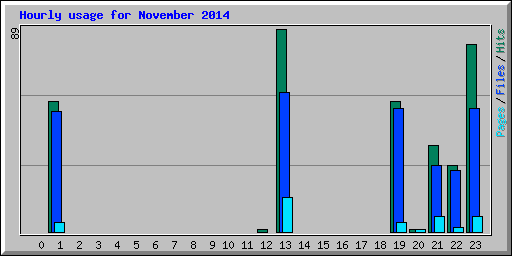 Hourly usage for November 2014
89
Pages/Files/Hits
0 1 2 3 4 5 6 7 8 9 10 11 12 13 14 15 16 17 18 19 20 21 22 23